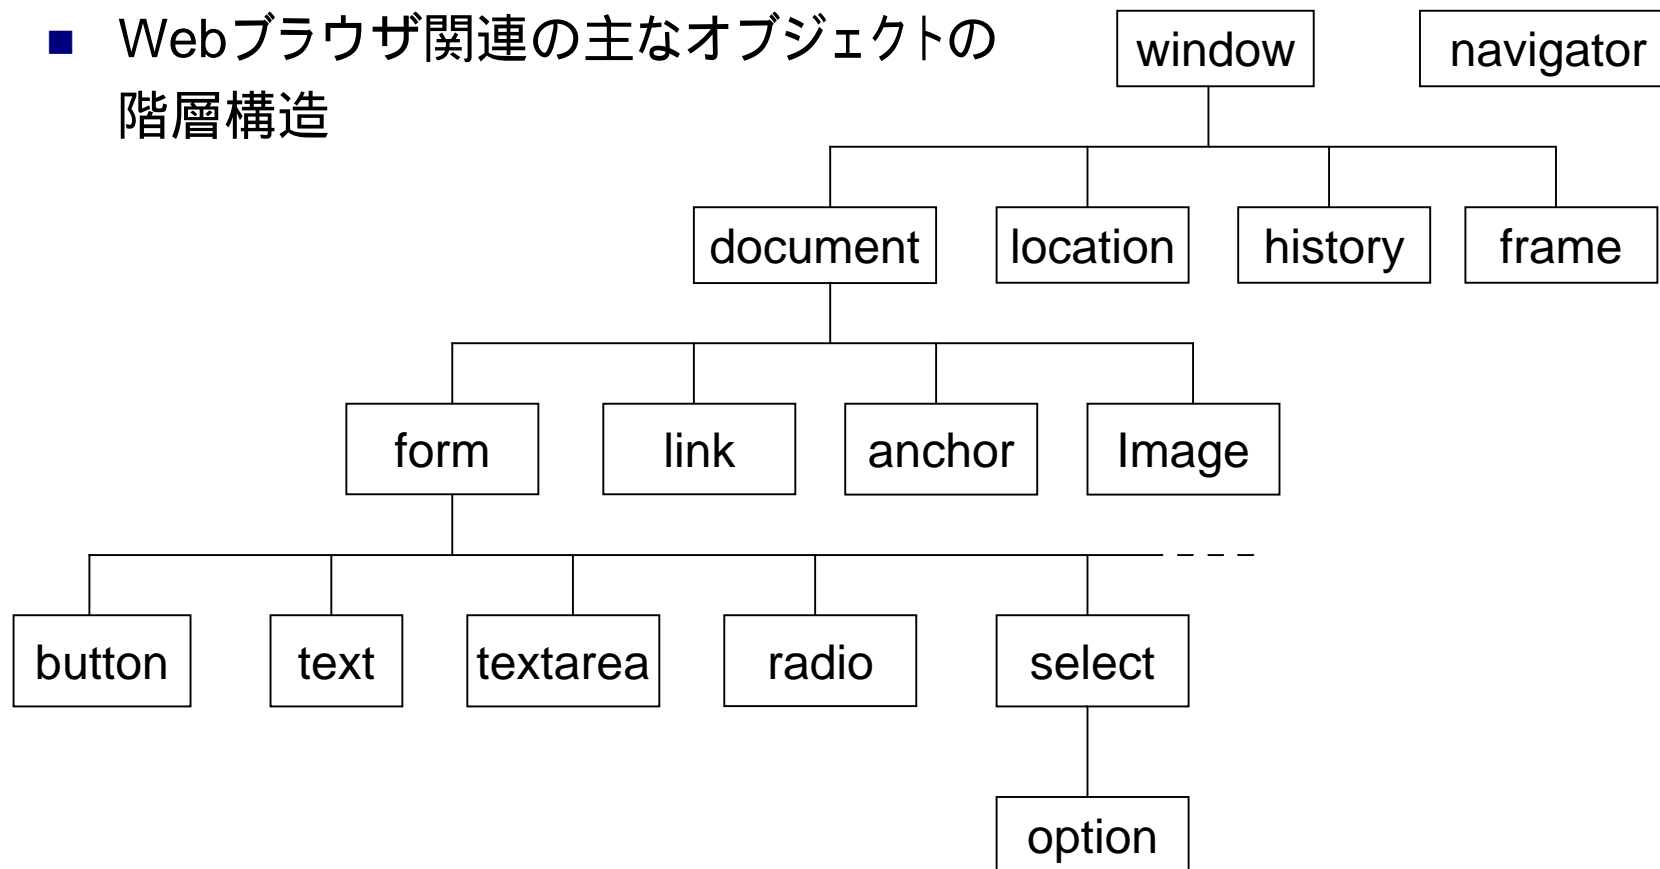 Webブラウザ関連の主なオブジェクトの
階層構造
window
navigator
document
location
history
frame
form
link
anchor
Image
button
text
textarea
radio
select
option